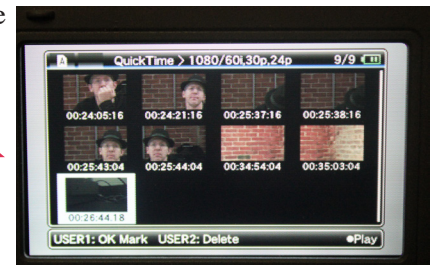 e
A QuickTime > 1080/60i,30p,24p 9/9
00:24:05:16 00:24:21:16 00:25:37:16 00:25:38:16
00:25:43:04 00:25:44:04 00:34:54:04 00:35:03:04
00:26:44.18
USER1: OK Mark USER2: Delete ●Play